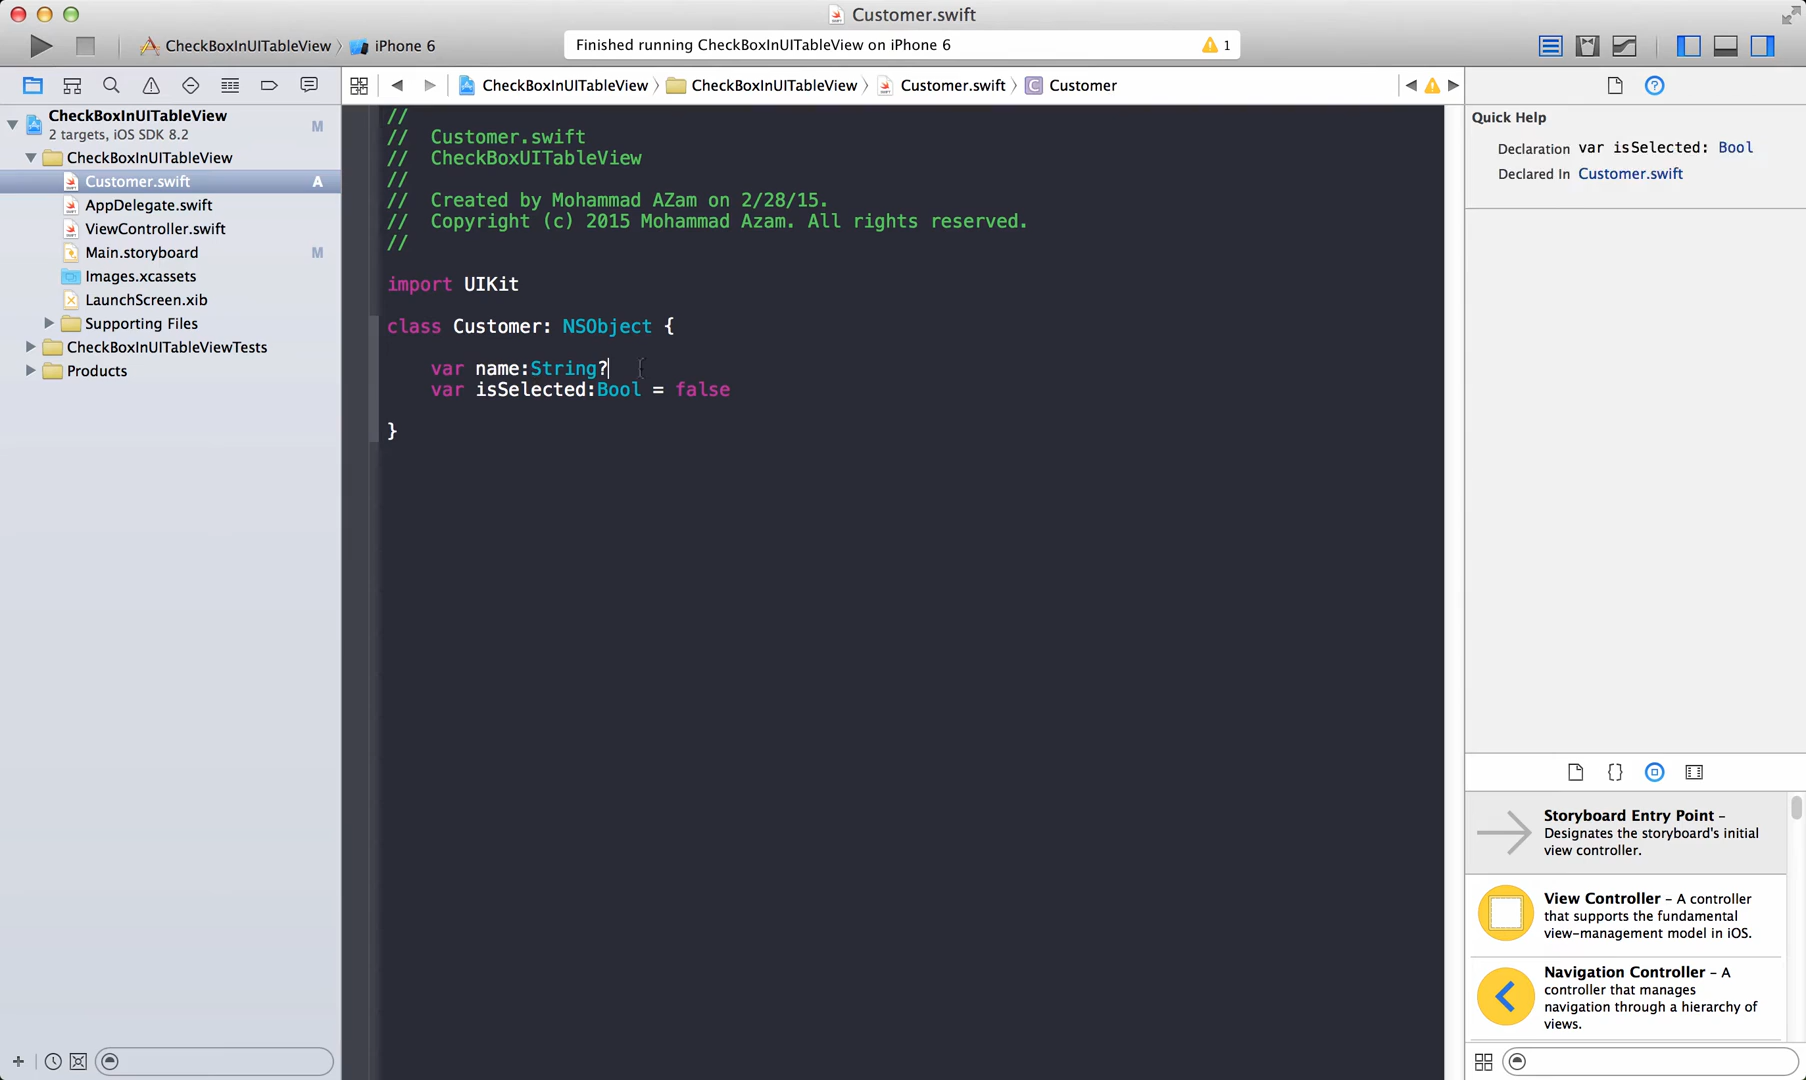 Customer.swift
CheckBoxInUITableView
iPhone 6
Finished running CheckBoxInUITableView on iPhone 6
1
CheckBoxInUITableView
CheckBoxInUITableView
Customer.swift
C Customer
CheckBoxInUITableView
2 targets, iOS SDK 8.2
M
CheckBoxInUITableView
Customer.swift
A
AppDelegate.swift
ViewController.swift
Main.storyboard
M
Images.xcassets
LaunchScreen.xib
Supporting Files
CheckBoxInUITableViewTests
Products
//
// Customer.swift
// CheckBoxUITableView
//
// Created by Mohammad AZam on 2/28/15.
// Copyright (c) 2015 Mohammad Azam. All rights reserved.
//
import UIKit
class Customer: NSObject {
var name:String?
var isSelected:Bool = false
}
Quick Help
Declaration var isSelected: Bool
Declared In Customer.swift
Storyboard Entry Point –
Designates the storyboard's initial
view controller.
View Controller – A controller
that supports the fundamental
view-management model in iOS.
Navigation Controller – A
controller that manages
navigation through a hierarchy of
views.